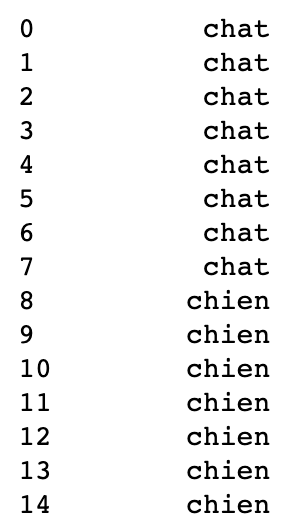 0 chat
1 chat
2 chat
3 chat
4 chat
5 chat
6 chat
7 chat
8 chien
9 chien
10 chien
11 chien
12 chien
13 chien
14 chien